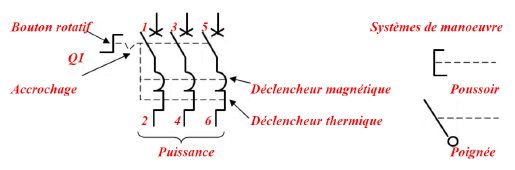 Bouton rotatif
1 3 5
Systèmes de manoeuvre
Q1
Accrochage
Déclencheur magnétique
Poussoir
2 4 6
Déclencheur thermique
Puissance
Poignée